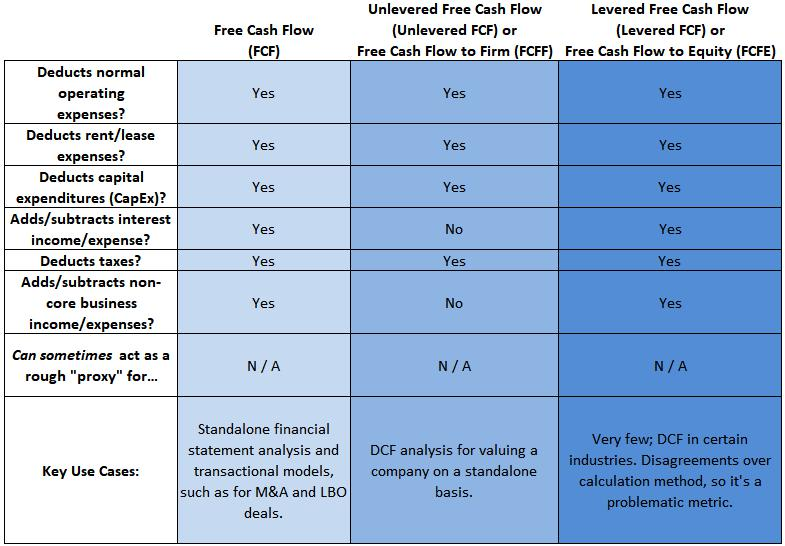 Free Cash Flow
(FCF)
Unlevered Free Cash Flow
(Unlevered FCF) or
Free Cash Flow to Firm (FCFF)
Levered Free Cash Flow
(Levered FCF) or
Free Cash Flow to Equity (FCFE)
Deducts normal
operating
expenses?
Yes
Yes
Yes
Deducts rent/lease
expenses?
Yes
Yes
Yes
Deducts capital
expenditures (CapEx)?
Yes
Yes
Yes
Adds/subtracts interest
income/expense?
Yes
No
Yes
Deducts taxes?
Yes
Yes
Yes
Adds/subtracts non-
core business
income/expenses?
Yes
No
Yes
Can sometimes act as a
rough "proxy" for...
N / A
N / A
N / A
Key Use Cases:
Standalone financial
statement analysis and
transactional models,
such as for M&A and LBO
deals.
DCF analysis for valuing a
company on a standalone
basis.
Very few; DCF in certain
industries. Disagreements over
calculation method, so it's a
problematic metric.